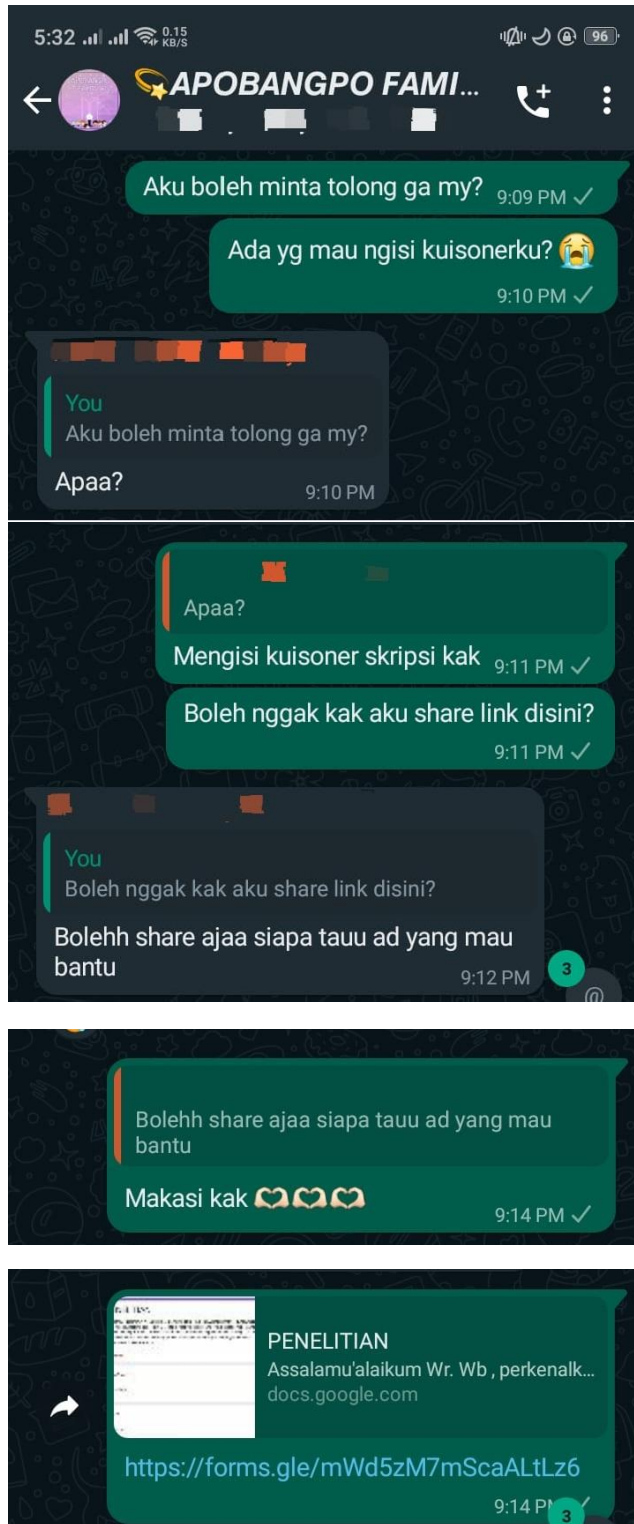 5:32 0.15 KB/S 96
💫APOBANGPO FAMI...
Aku boleh minta tolong ga my? 9:09 PM ✓
Ada yg mau ngisi kuisonerku? 😭
9:10 PM ✓
You
Aku boleh minta tolong ga my?
Apaa? 9:10 PM
Apaa?
Mengisi kuisoner skripsi kak 9:11 PM ✓
Boleh nggak kak aku share link disini?
9:11 PM ✓
You
Boleh nggak kak aku share link disini?
Bolehh share ajaa siapa tauu ad yang mau
bantu 9:12 PM 3
@
Bolehh share ajaa siapa tauu ad yang mau
bantu
Makasi kak 🫶🏻🫶🏻🫶🏻 9:14 PM ✓
PENELITIAN
Assalamu'alaikum Wr. Wb , perkenalk...
docs.google.com
https://forms.gle/mWd5zM7mScaALtLz6
9:14 PM ✓ 3